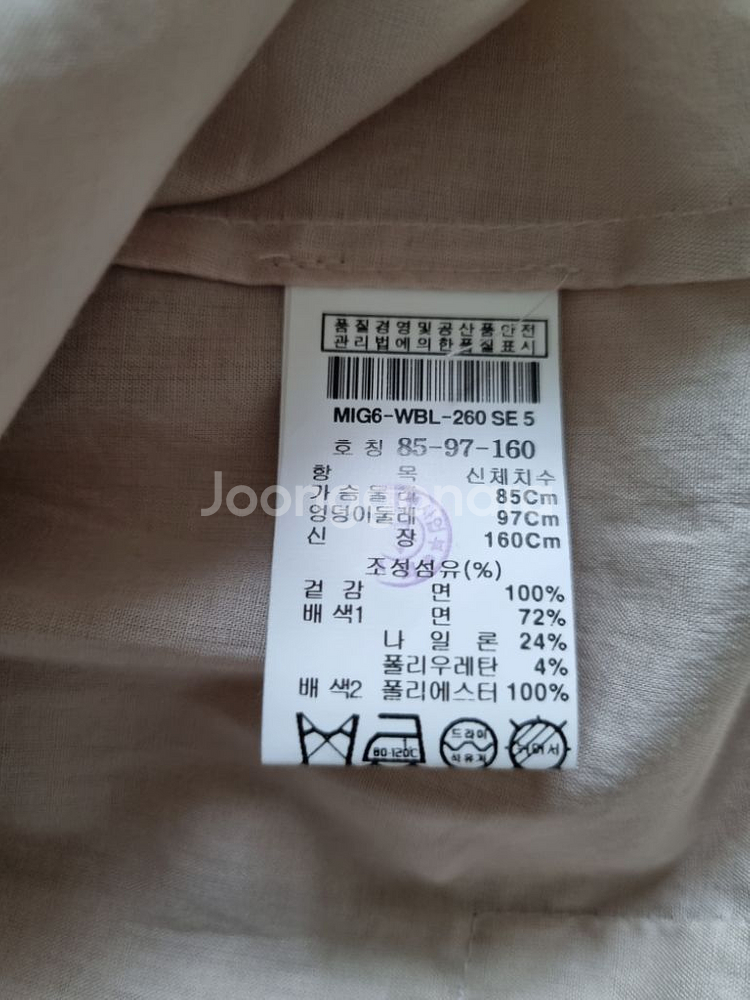 품질경영및공산품안전
관리법에의한품질표시
MIG6-WBL-260 SE 5
호 칭 85-97-160
항 목 신체치수
가슴둘레 85Cm
엉덩이둘레 97Cm
신 장 160Cm
조성섬유(%)
겉 감 면 100%
배 색1 면 72%
나 일 론 24%
폴리우레탄 4%
배 색2 폴리에스터 100%
80-120℃
드라이
석유계